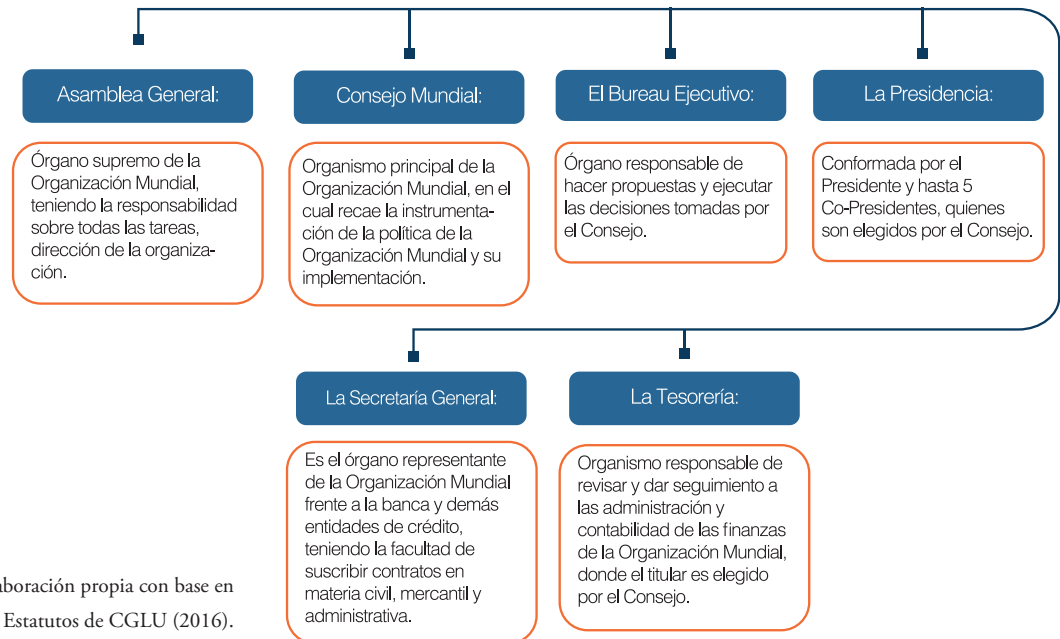 Asamblea General:
Órgano supremo de la
Organización Mundial,
teniendo la responsabilidad
sobre todas las tareas,
dirección de la organiza-
ción.
Consejo Mundial:
Organismo principal de la
Organización Mundial, en el
cual recae la instrumenta-
ción de la política de la
Organización Mundial y su
implementación.
El Bureau Ejecutivo:
Órgano responsable de
hacer propuestas y ejecutar
las decisiones tomadas por
el Consejo.
La Presidencia:
Conformada por el
Presidente y hasta 5
Co-Presidentes, quienes
son elegidos por el Consejo.
La Secretaría General:
Es el órgano representante
de la Organización Mundial
frente a la banca y demás
entidades de crédito,
teniendo la facultad de
suscribir contratos en
materia civil, mercantil y
administrativa.
La Tesorería:
Organismo responsable de
revisar y dar seguimiento a
las administración y
contabilidad de las finanzas
de la Organización Mundial,
donde el titular es elegido
por el Consejo.
aboración propia con base en
Estatutos de CGLU (2016).